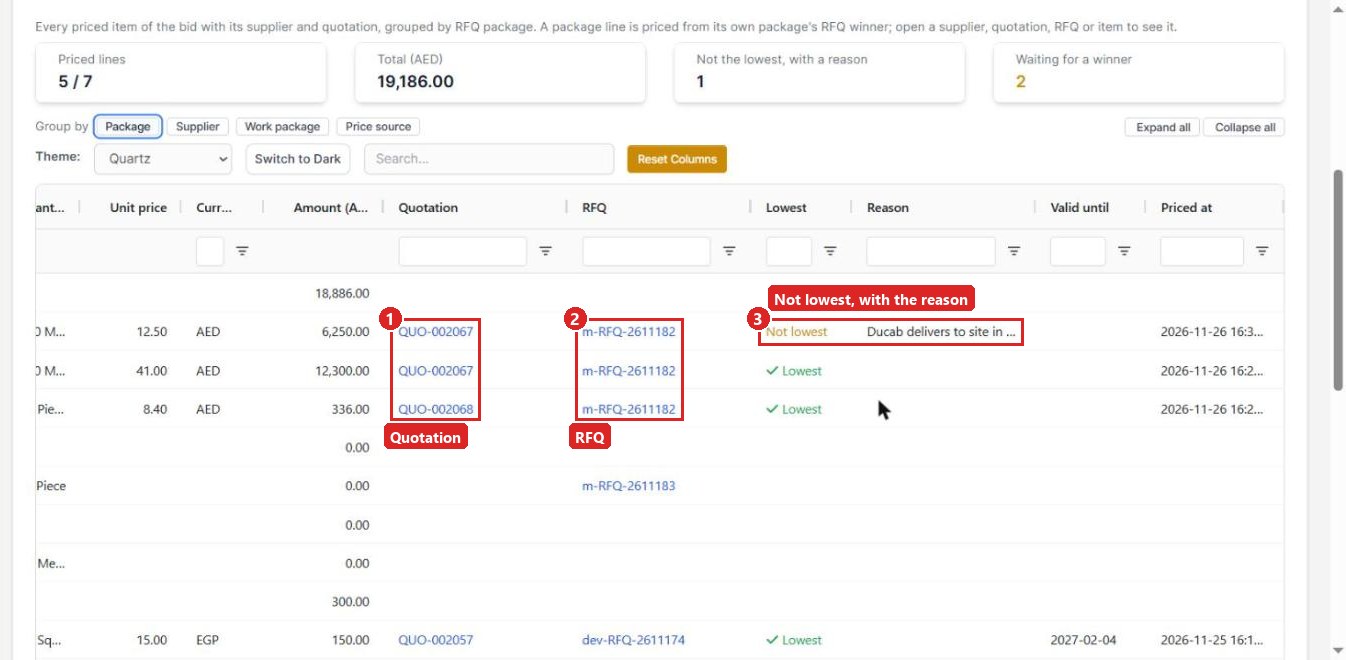 Every priced item of the bid with its supplier and quotation, grouped by RFQ package. A package line is priced from its own package's RFQ winner; open a supplier, quotation, RFQ or item to see it.
Priced lines Total (AED) Not the lowest, with a reason Waiting for a winner
5 / 7 19,186.00 1 2
Group by Package Supplier Work package Price source Expand all Collapse all
Theme: Quartz Switch to Dark Search... Reset Columns
ant... Unit price Curr... Amount (A... Quotation RFQ Lowest Reason Valid until Priced at
18,886.00
Not lowest, with the reason
1 2 3
0 M... 12.50 AED 6,250.00 QUO-002067 m-RFQ-2611182 Not lowest Ducab delivers to site in ... 2026-11-26 16:3...
0 M... 41.00 AED 12,300.00 QUO-002067 m-RFQ-2611182 Lowest 2026-11-26 16:2...
Pie... 8.40 AED 336.00 QUO-002068 m-RFQ-2611182 Lowest 2026-11-26 16:2...
Quotation RFQ
0.00
Piece 0.00 m-RFQ-2611183
0.00
Me... 0.00
300.00
Sq... 15.00 EGP 150.00 QUO-002057 dev-RFQ-2611174 Lowest 2027-02-04 2026-11-25 16:1...